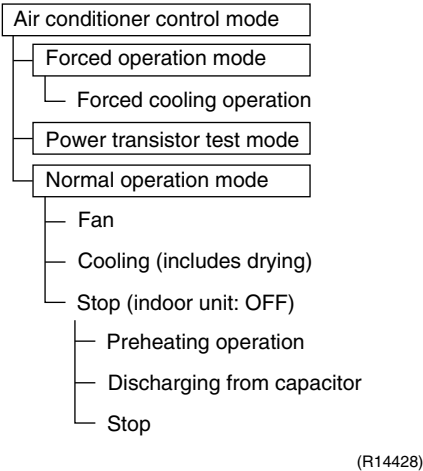 Air conditioner control mode
Forced operation mode
Forced cooling operation
Power transistor test mode
Normal operation mode
Fan
Cooling (includes drying)
Stop (indoor unit: OFF)
Preheating operation
Discharging from capacitor
Stop
(R14428)